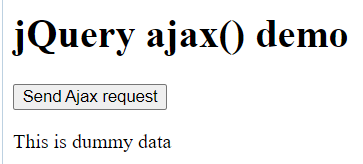 jQuery ajax() demo
Send Ajax request
This is dummy data